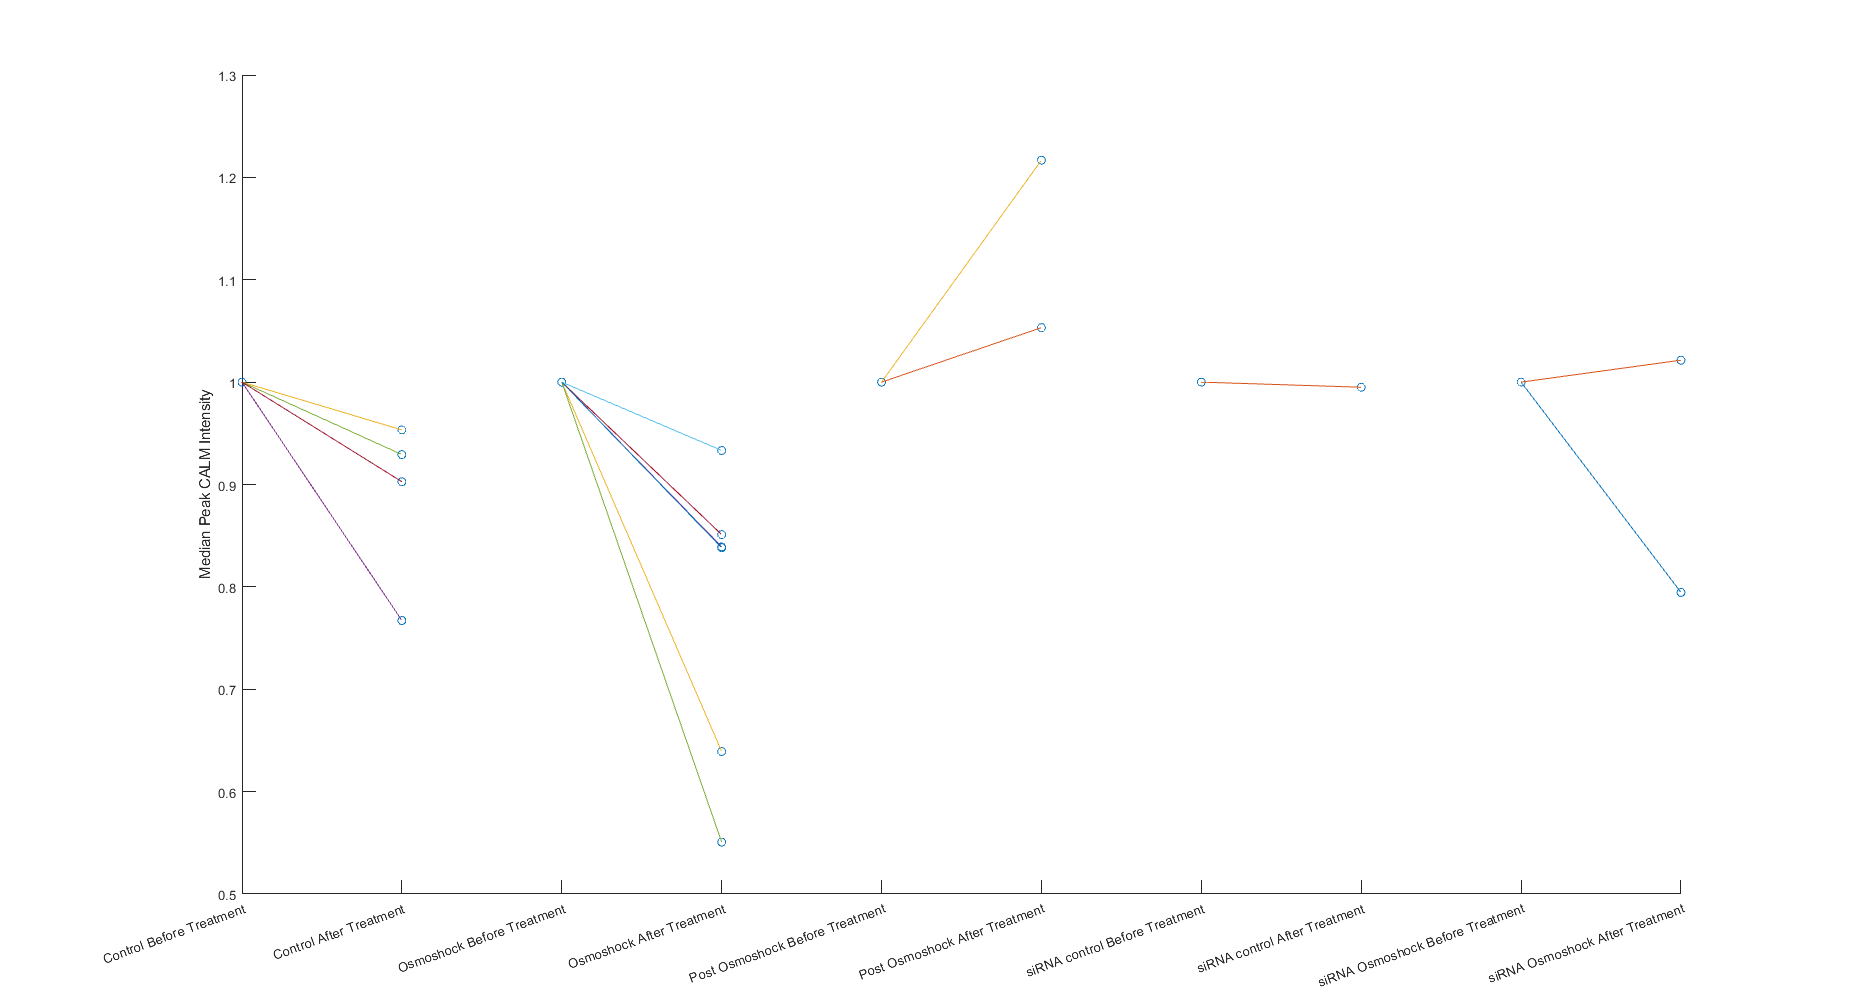 1.3
1.2
1.1
1
0.9
0.8
0.7
0.6
0.5
Median Peak CALM Intensity
Control Before Treatment
Control After Treatment
Osmoshock Before Treatment
Osmoshock After Treatment
Post Osmoshock Before Treatment
Post Osmoshock After Treatment
siRNA control Before Treatment
siRNA control After Treatment
siRNA Osmoshock Before Treatment
siRNA Osmoshock After Treatment